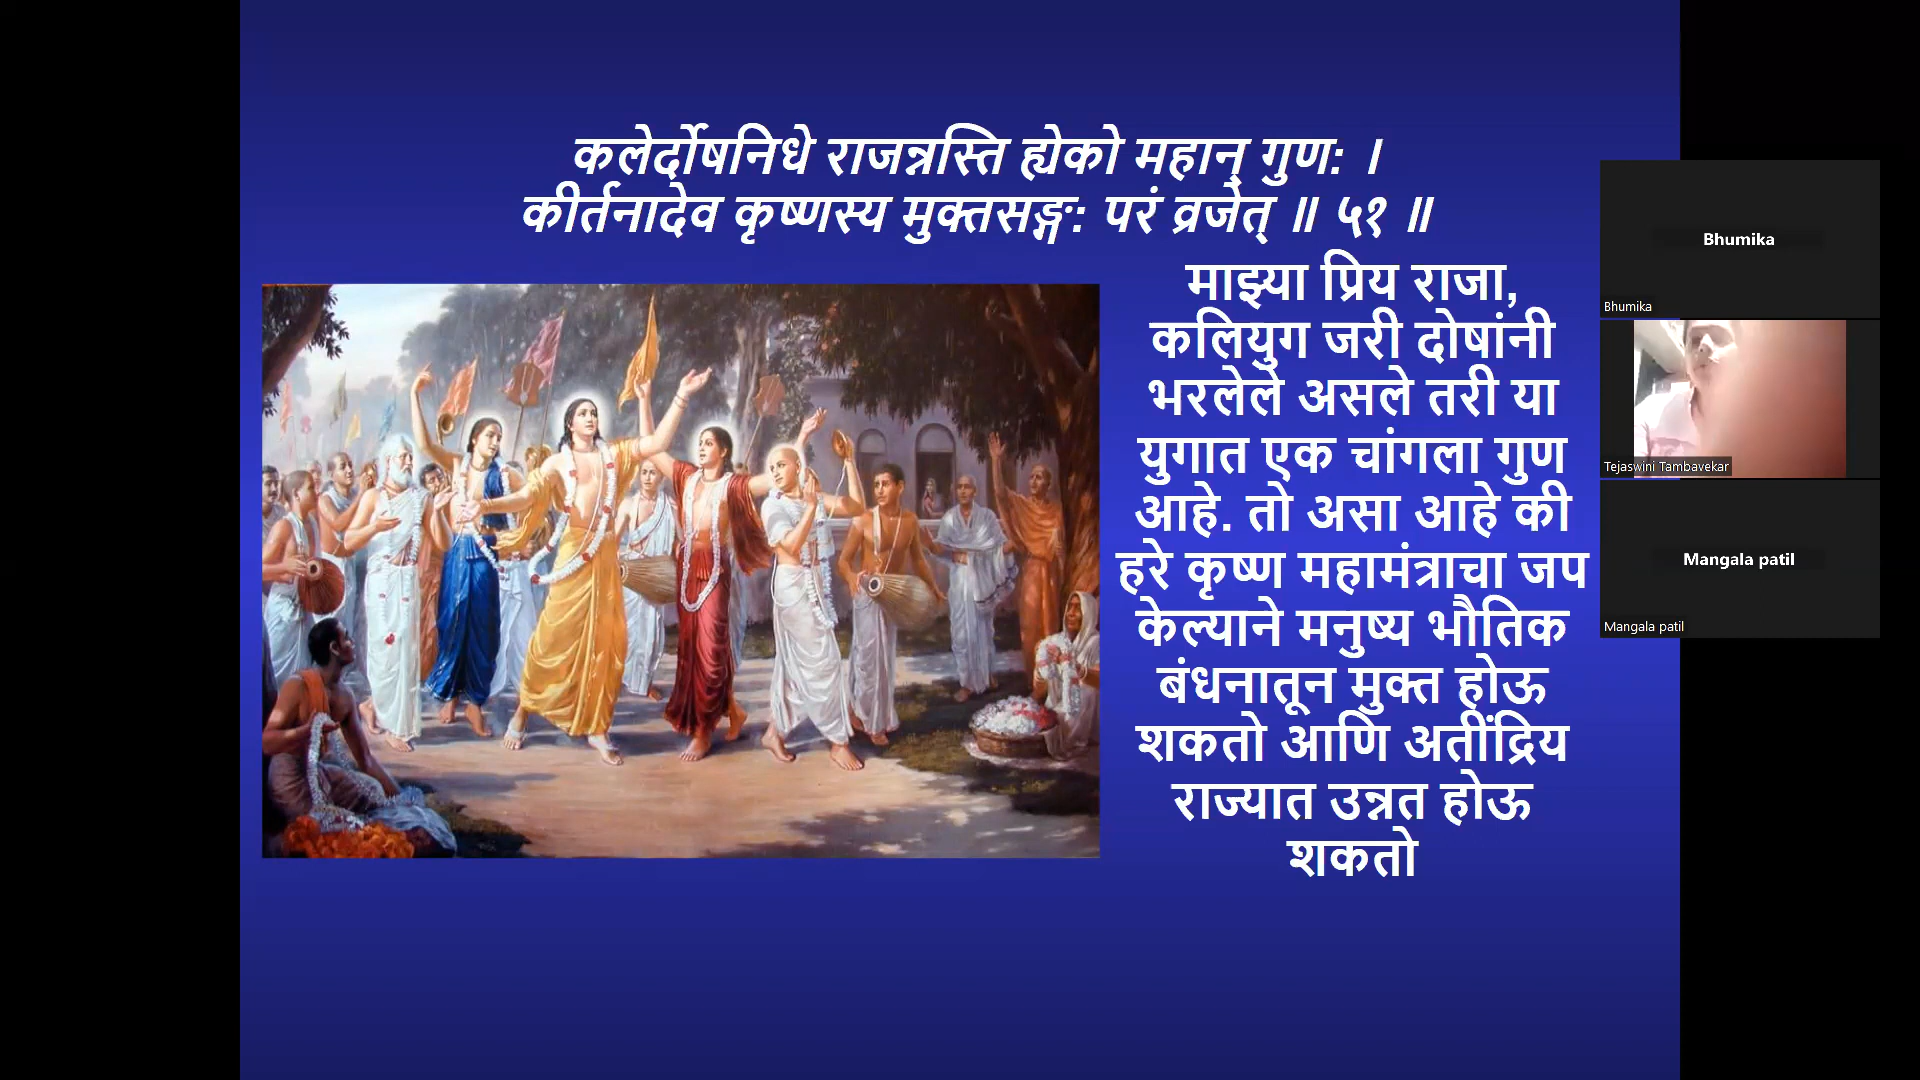 कलेर्दोषनिधे राजन्नस्ति ह्येको महान् गुण: ।
कीर्तनादेव कृष्णस्य मुक्तसङ्ग: परं व्रजेत् ॥ ५१ ॥
माझ्या प्रिय राजा,
कलियुग जरी दोषांनी
भरलेले असले तरी या
युगात एक चांगला गुण
आहे. तो असा आहे की
हरे कृष्ण महामंत्राचा जप
केल्याने मनुष्य भौतिक
बंधनातून मुक्त होऊ
शकतो आणि अतींद्रिय
राज्यात उन्नत होऊ
शकतो
Bhumika
Bhumika
Tejaswini Tambavekar
Mangala patil
Mangala patil